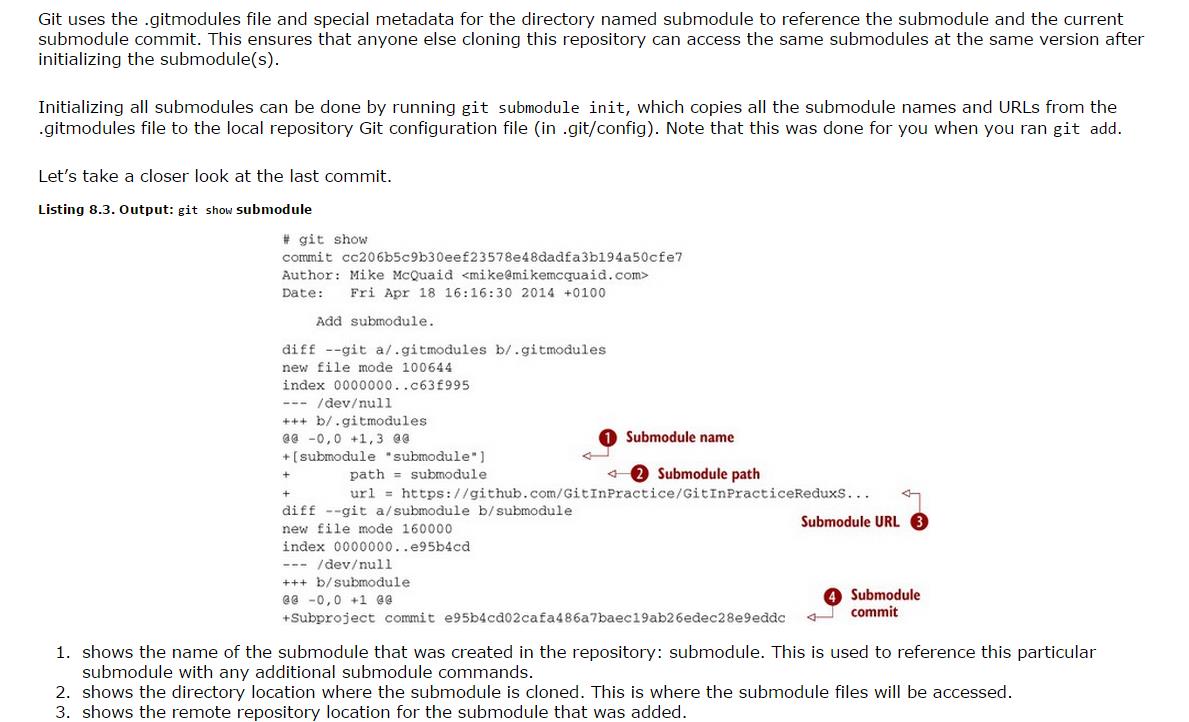 Git uses the .gitmodules file and special metadata for the directory named submodule to reference the submodule and the current
submodule commit. This ensures that anyone else cloning this repository can access the same submodules at the same version after
initializing the submodule(s).
Initializing all submodules can be done by running git submodule init, which copies all the submodule names and URLs from the
.gitmodules file to the local repository Git configuration file (in .git/config). Note that this was done for you when you ran git add.
Let’s take a closer look at the last commit.
Listing 8.3. Output: git show submodule
# git show
commit cc206b5c9b30eef23578e48dadfa3b194a50cfe7
Author: Mike McQuaid <mike@mikemcquaid.com>
Date: Fri Apr 18 16:16:30 2014 +0100
Add submodule.
diff --git a/.gitmodules b/.gitmodules
new file mode 100644
index 0000000..c63f995
--- /dev/null
+++ b/.gitmodules
@@ -0,0 +1,3 @@
1 Submodule name
+[submodule "submodule"]
+ path = submodule
2 Submodule path
+ url = https://github.com/GitInPractice/GitInPracticeReduxS...
diff --git a/submodule b/submodule
Submodule URL 3
new file mode 160000
index 0000000..e95b4cd
--- /dev/null
+++ b/submodule
@@ -0,0 +1 @@
4 Submodule
commit
+Subproject commit e95b4cd02cafa486a7baec19ab26edec28e9eddc
1. shows the name of the submodule that was created in the repository: submodule. This is used to reference this particular
submodule with any additional submodule commands.
2. shows the directory location where the submodule is cloned. This is where the submodule files will be accessed.
3. shows the remote repository location for the submodule that was added.